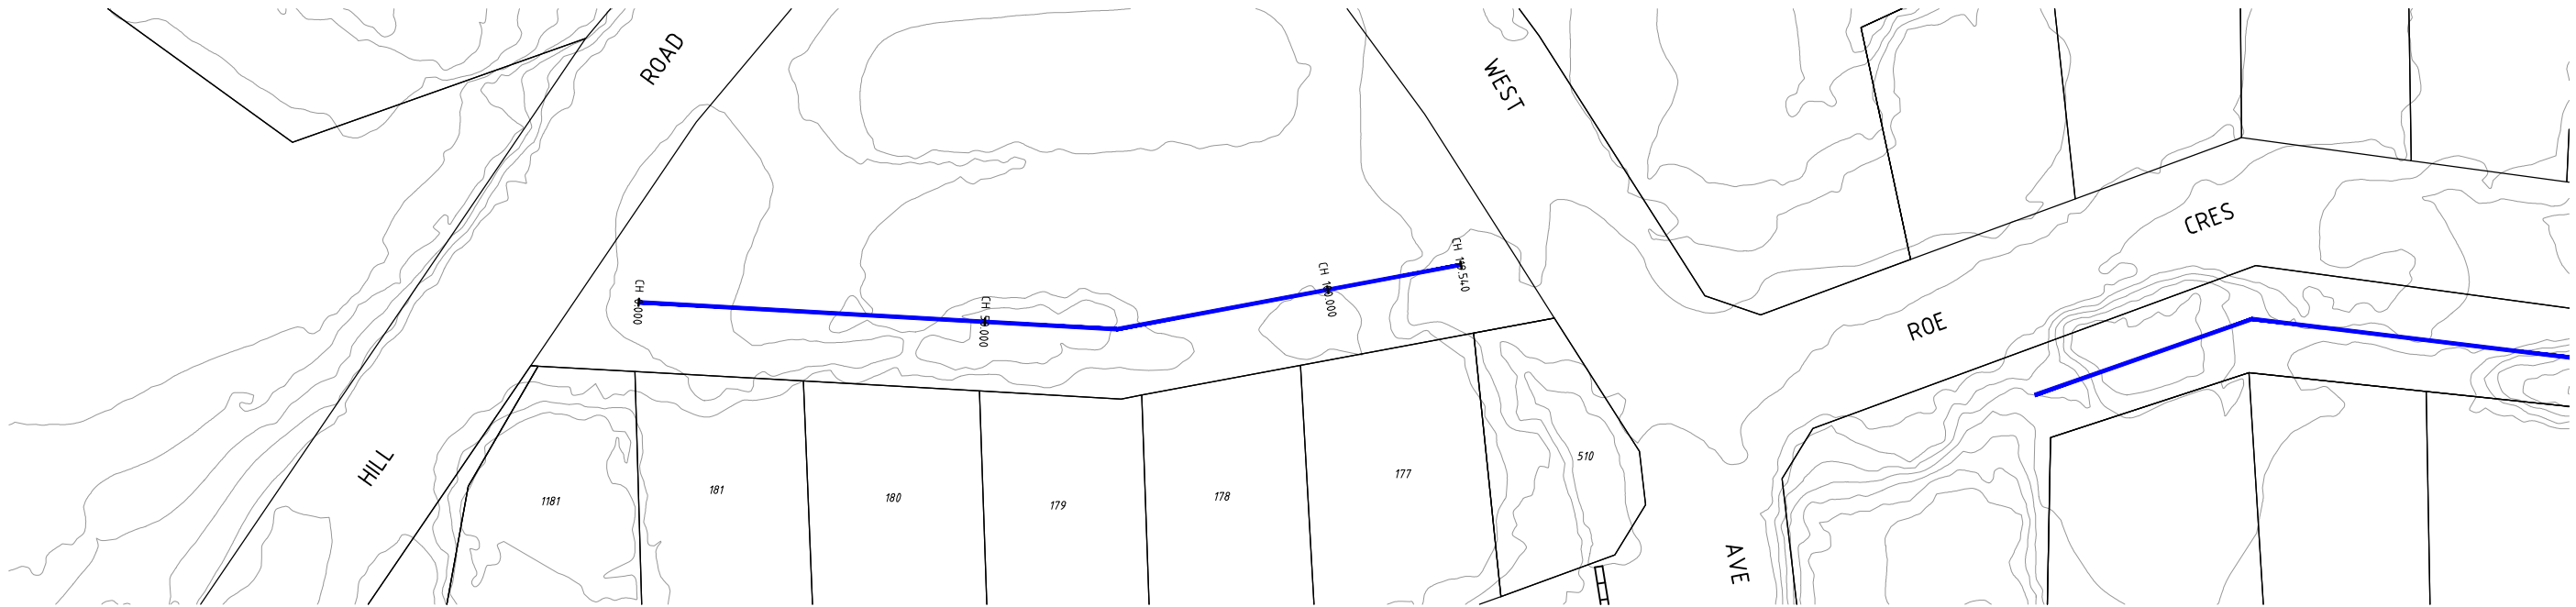 ROAD
WEST
CRES
ROE
HILL
AVE
CH 0.000
CH 50.000
CH 100.000
CH 119.540
1181
181
180
179
178
177
510